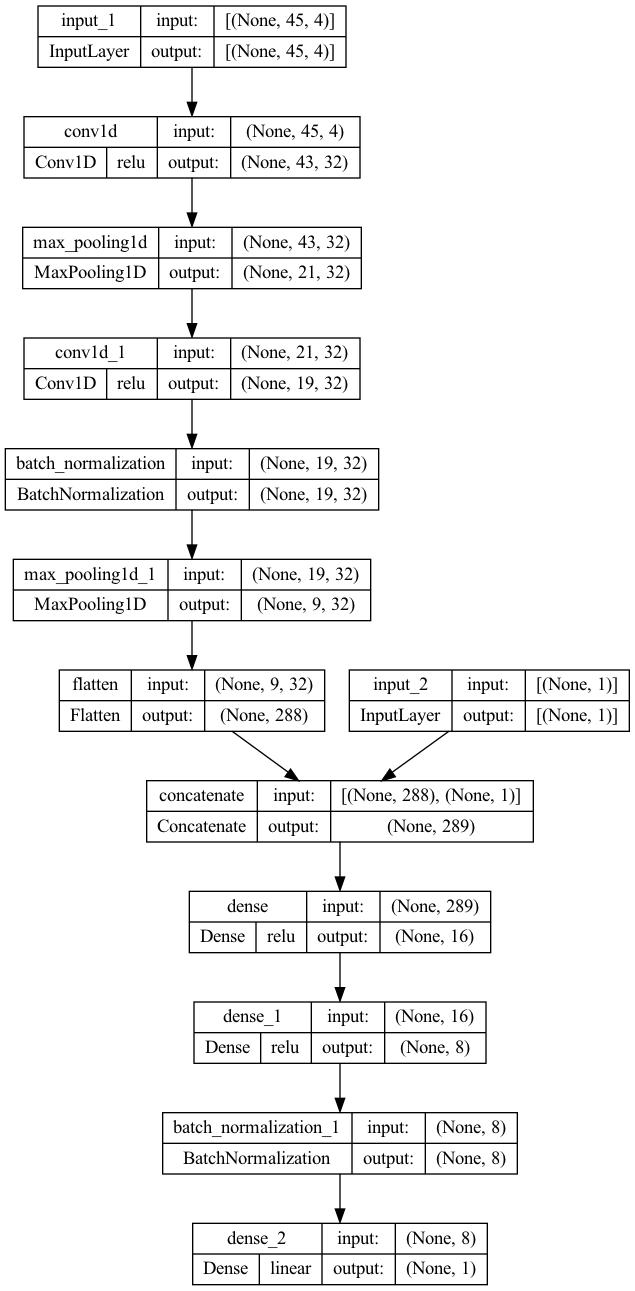 input_1 input: [(None, 45, 4)]
InputLayer output: [(None, 45, 4)]
conv1d input: (None, 45, 4)
Conv1D relu output: (None, 43, 32)
max_pooling1d input: (None, 43, 32)
MaxPooling1D output: (None, 21, 32)
conv1d_1 input: (None, 21, 32)
Conv1D relu output: (None, 19, 32)
batch_normalization input: (None, 19, 32)
BatchNormalization output: (None, 19, 32)
max_pooling1d_1 input: (None, 19, 32)
MaxPooling1D output: (None, 9, 32)
flatten input: (None, 9, 32)
Flatten output: (None, 288)
input_2 input: [(None, 1)]
InputLayer output: [(None, 1)]
concatenate input: [(None, 288), (None, 1)]
Concatenate output: (None, 289)
dense input: (None, 289)
Dense relu output: (None, 16)
dense_1 input: (None, 16)
Dense relu output: (None, 8)
batch_normalization_1 input: (None, 8)
BatchNormalization output: (None, 8)
dense_2 input: (None, 8)
Dense linear output: (None, 1)